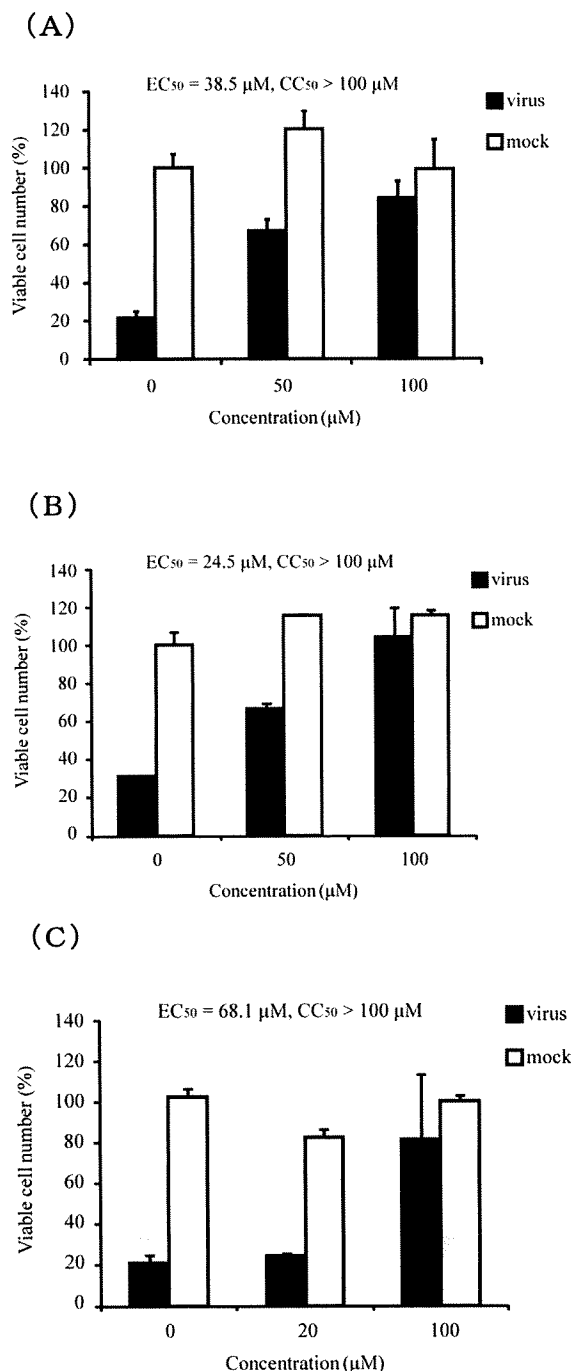 (A)
EC50 = 38.5 μM, CC50 > 100 μM
virus
mock
Viable cell number (%)
140
120
100
80
60
40
20
0
0 50 100
Concentration (μM)
(B)
EC50 = 24.5 μM, CC50 > 100 μM
virus
mock
Viable cell number (%)
140
120
100
80
60
40
20
0
0 50 100
Concentration (μM)
(C)
EC50 = 68.1 μM, CC50 > 100 μM
virus
mock
Viable cell number (%)
140
120
100
80
60
40
20
0
0 20 100
Concentration (μM)